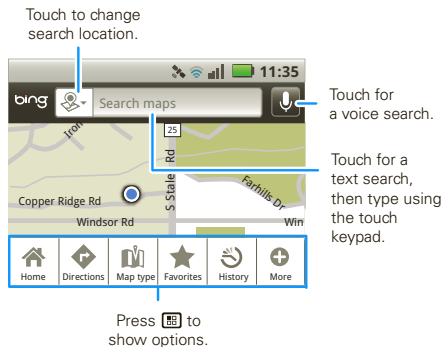 Touch to change
search location.
11:35
bing
Search maps
Touch for
a voice search.
Iron
25
S Stale Rd
Farhills Dr
Copper Ridge Rd
Windsor Rd
Win
Touch for a
text search,
then type using
the touch
keypad.
Home
Directions
Map type
Favorites
History
More
Press to
show options.